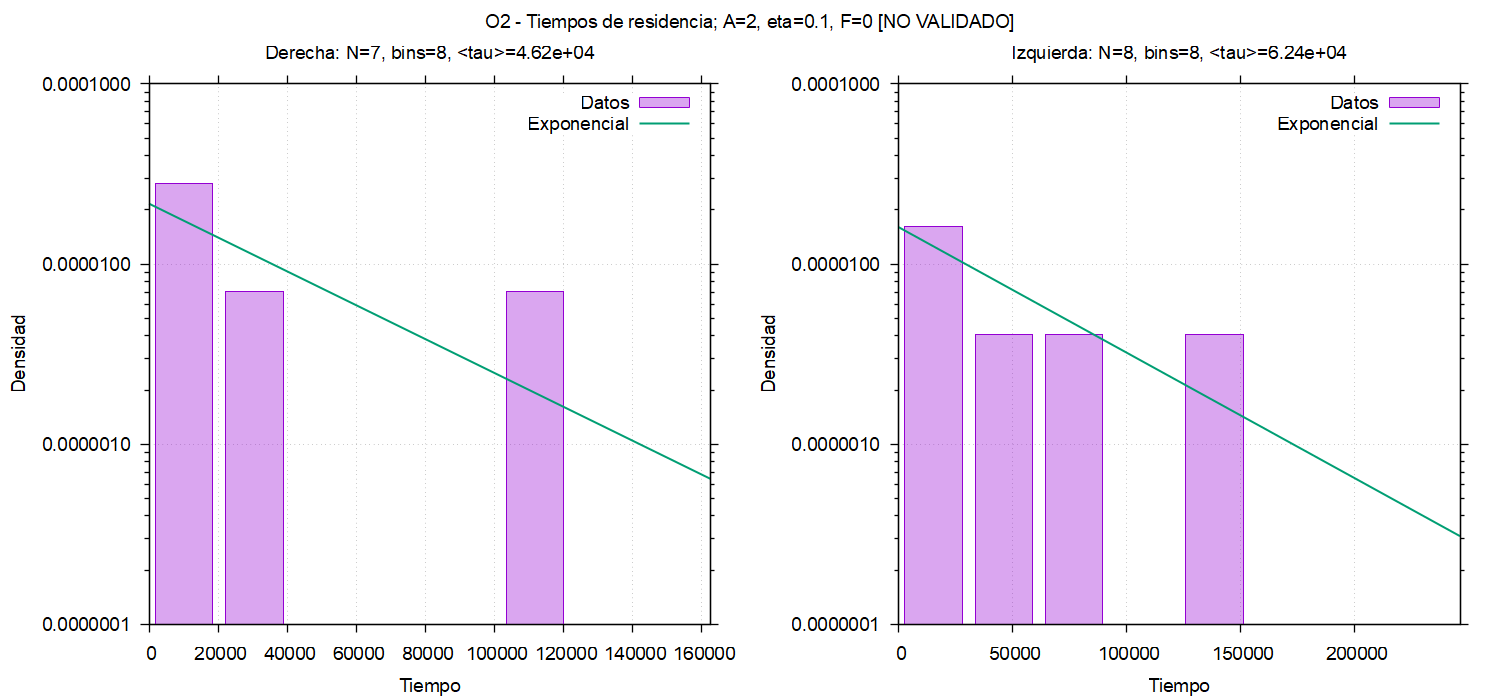 O2 - Tiempos de residencia; A=2, eta=0.1, F=0 [NO VALIDADO]
Derecha: N=7, bins=8, <tau>=4.62e+04
Datos
Exponencial
0.0001000
0.0000100
0.0000010
0.0000001
Densidad
0 20000 40000 60000 80000 100000 120000 140000 160000
Tiempo
Izquierda: N=8, bins=8, <tau>=6.24e+04
Datos
Exponencial
0.0001000
0.0000100
0.0000010
0.0000001
Densidad
0 50000 100000 150000 200000
Tiempo